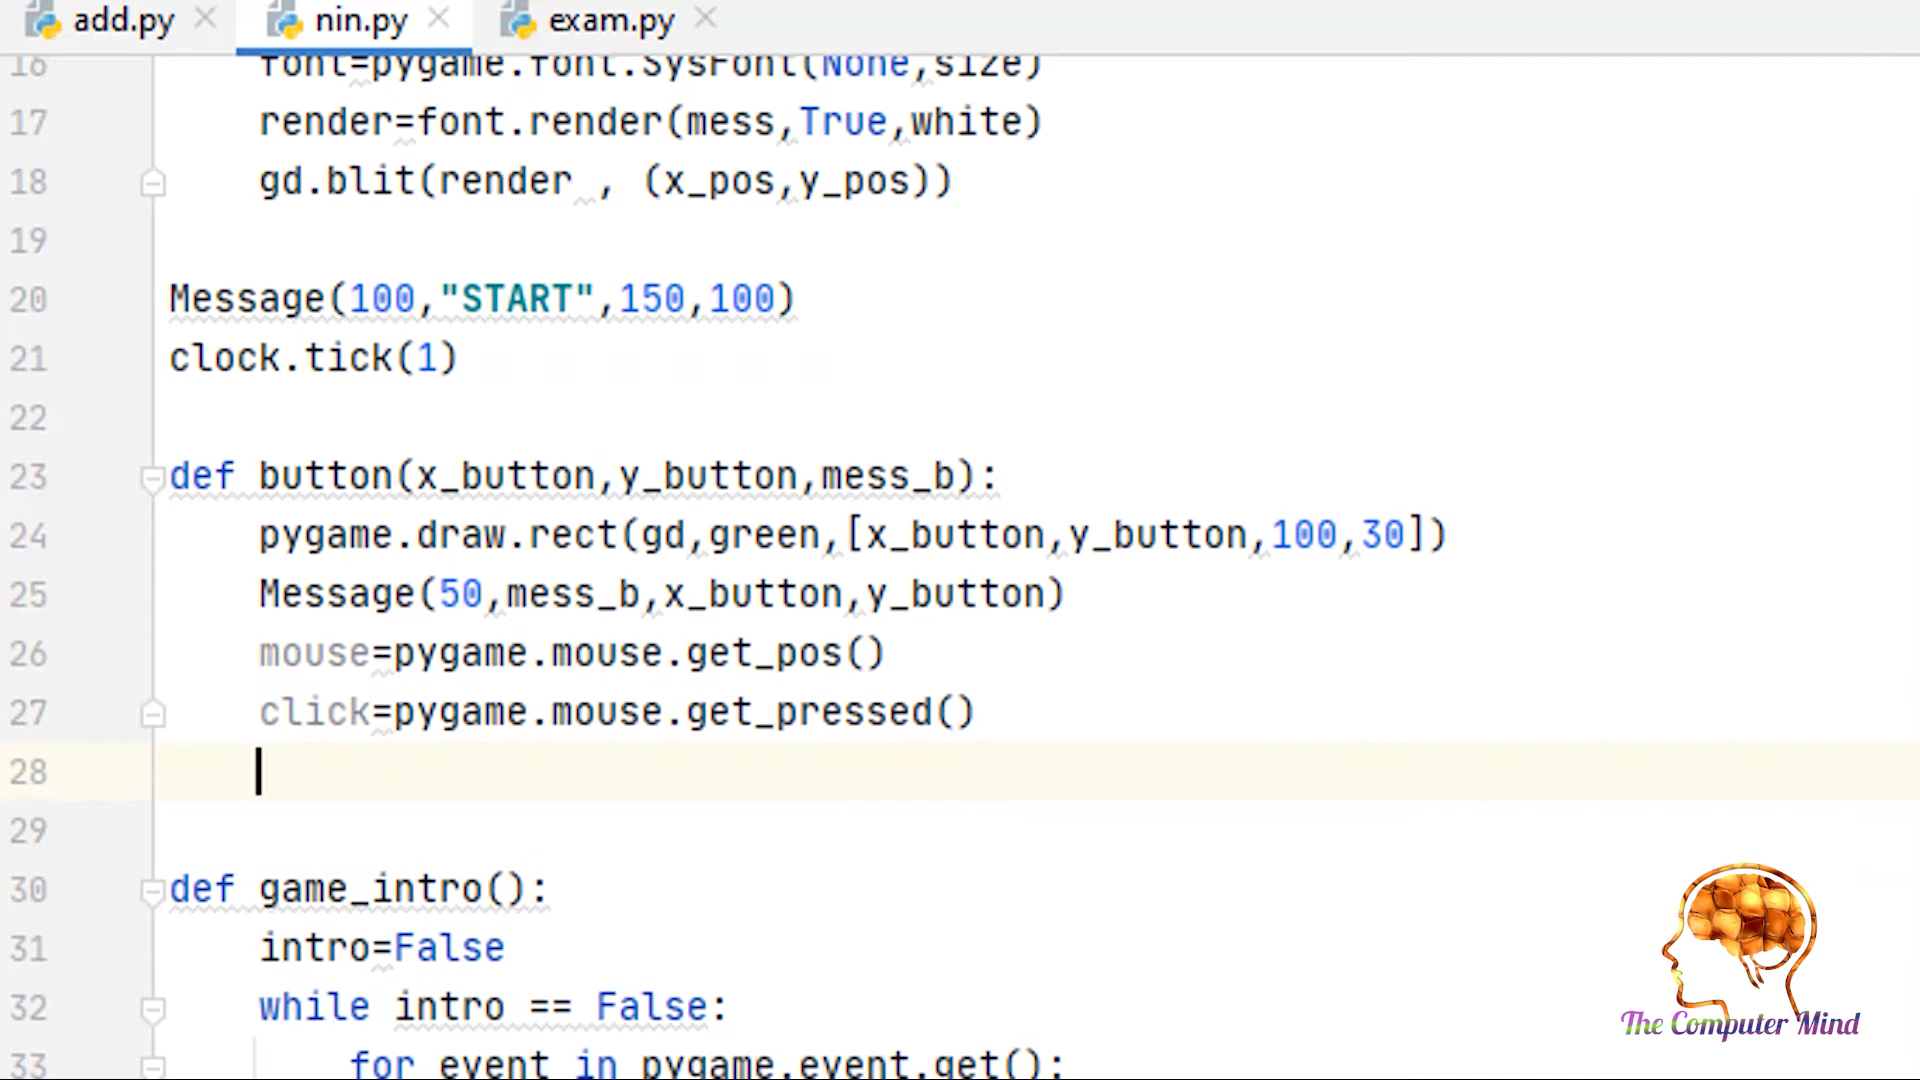 add.py nin.py exam.py
16 font=pygame.font.SysFont(None,size)
17 render=font.render(mess,True,white)
18 gd.blit(render , (x_pos,y_pos))
19
20 Message(100,"START",150,100)
21 clock.tick(1)
22
23 def button(x_button,y_button,mess_b):
24 pygame.draw.rect(gd,green,[x_button,y_button,100,30])
25 Message(50,mess_b,x_button,y_button)
26 mouse=pygame.mouse.get_pos()
27 click=pygame.mouse.get_pressed()
28
29
30 def game_intro():
31 intro=False
32 while intro == False:
33 for event in pygame.event.get():
The Computer Mind